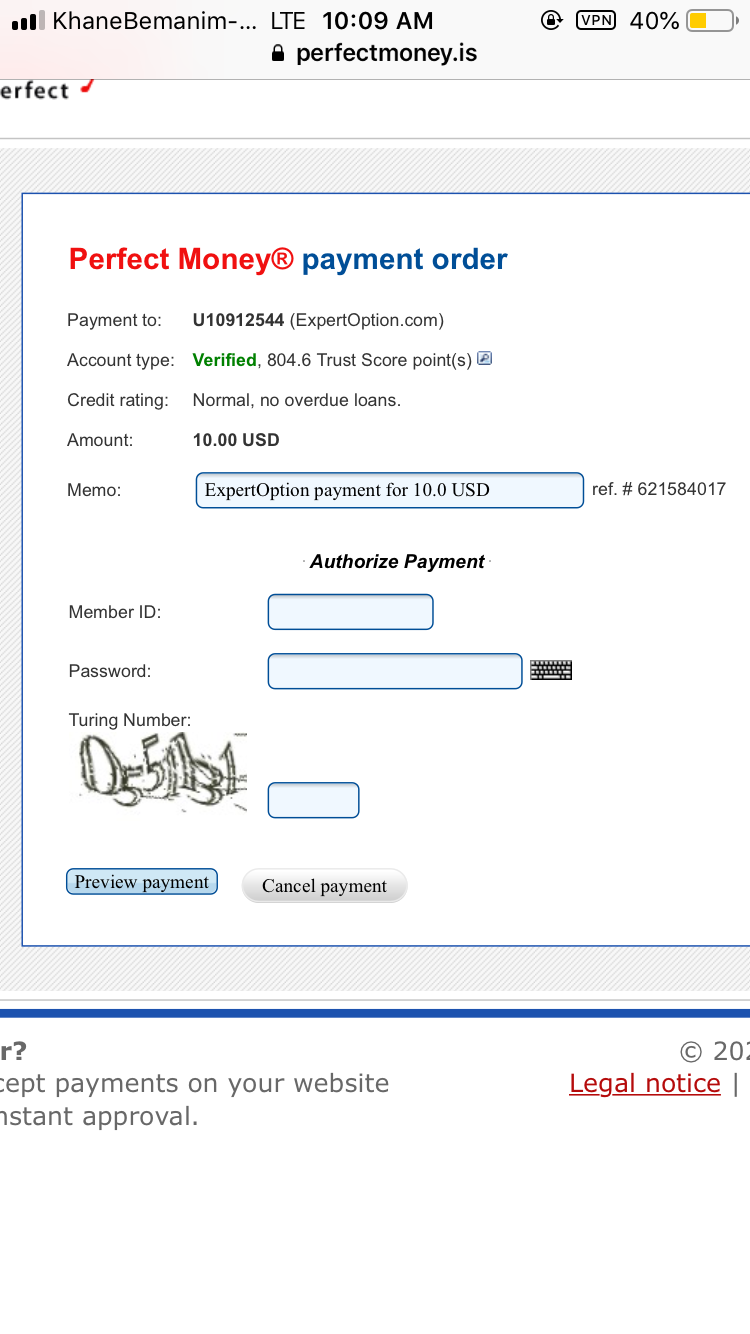 KhaneBemanim-... LTE 10:09 AM VPN 40%
perfectmoney.is
erfect
Perfect Money® payment order
Payment to: U10912544 (ExpertOption.com)
Account type: Verified, 804.6 Trust Score point(s)
Credit rating: Normal, no overdue loans.
Amount: 10.00 USD
Memo: ExpertOption payment for 10.0 USD ref. # 621584017
· Authorize Payment ·
Member ID:
Password:
Turing Number:
Preview payment Cancel payment
r? © 202
cept payments on your website Legal notice |
nstant approval.